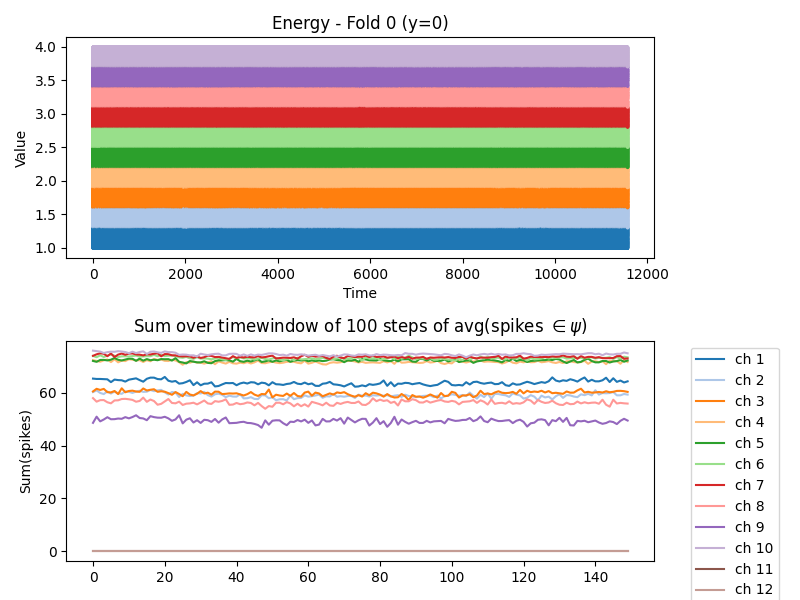 Energy - Fold 0 (y=0)
4.0
3.5
3.0
2.5
2.0
1.5
1.0
Value
0 2000 4000 6000 8000 10000 12000
Time
Sum over timewindow of 100 steps of avg(spikes ∈ψ)
60
40
20
0
Sum(spikes)
0 20 40 60 80 100 120 140
ch 1
ch 2
ch 3
ch 4
ch 5
ch 6
ch 7
ch 8
ch 9
ch 10
ch 11
ch 12